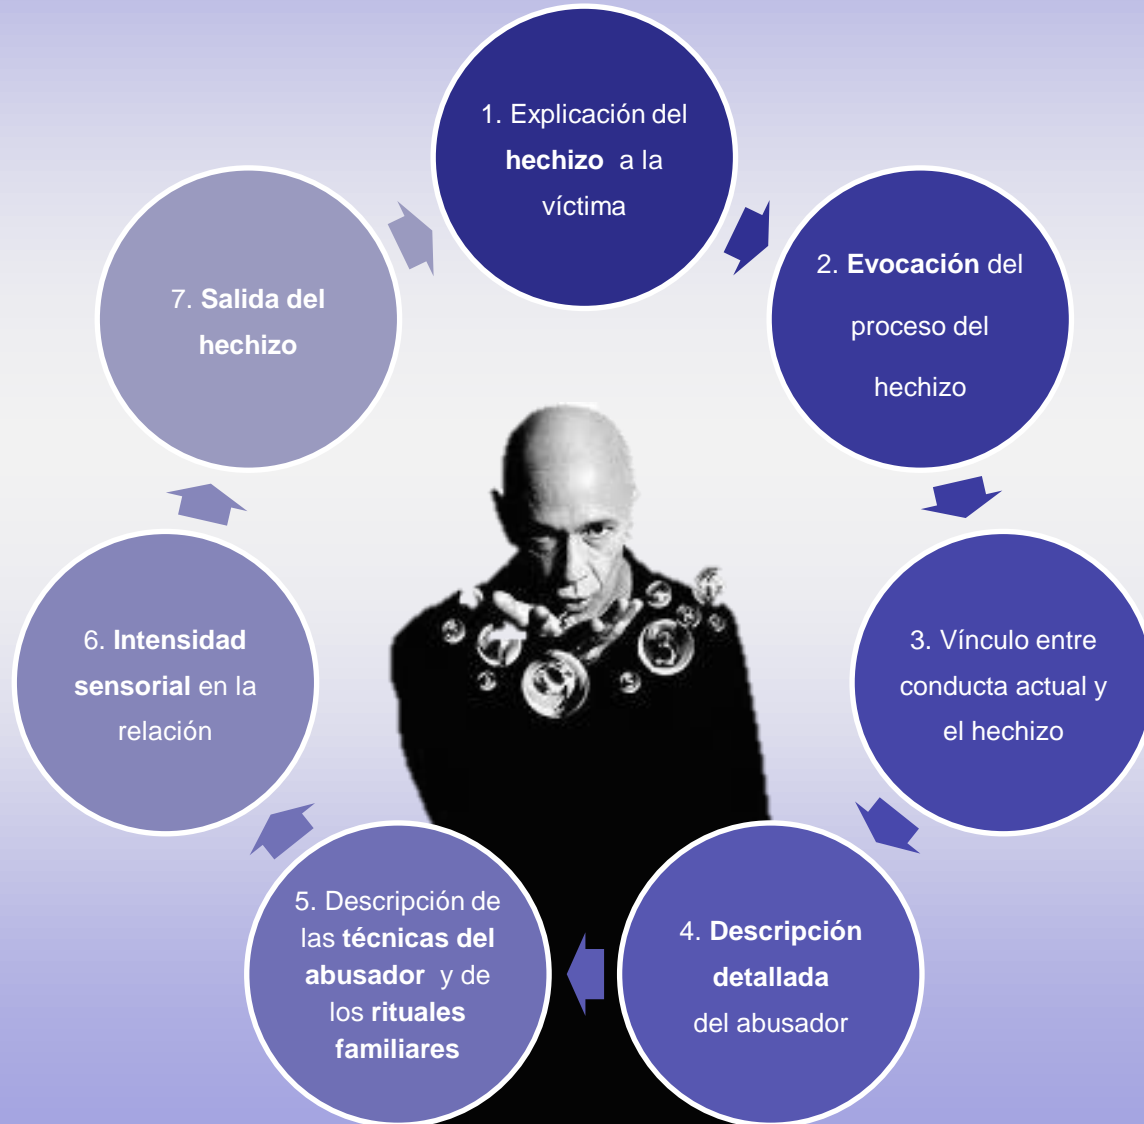 1. Explicación del
hechizo a la
víctima
2. Evocación del
proceso del
hechizo
3. Vínculo entre
conducta actual y
el hechizo
4. Descripción
detallada
del abusador
5. Descripción de
las técnicas del
abusador y de
los rituales
familiares
6. Intensidad
sensorial en la
relación
7. Salida del
hechizo